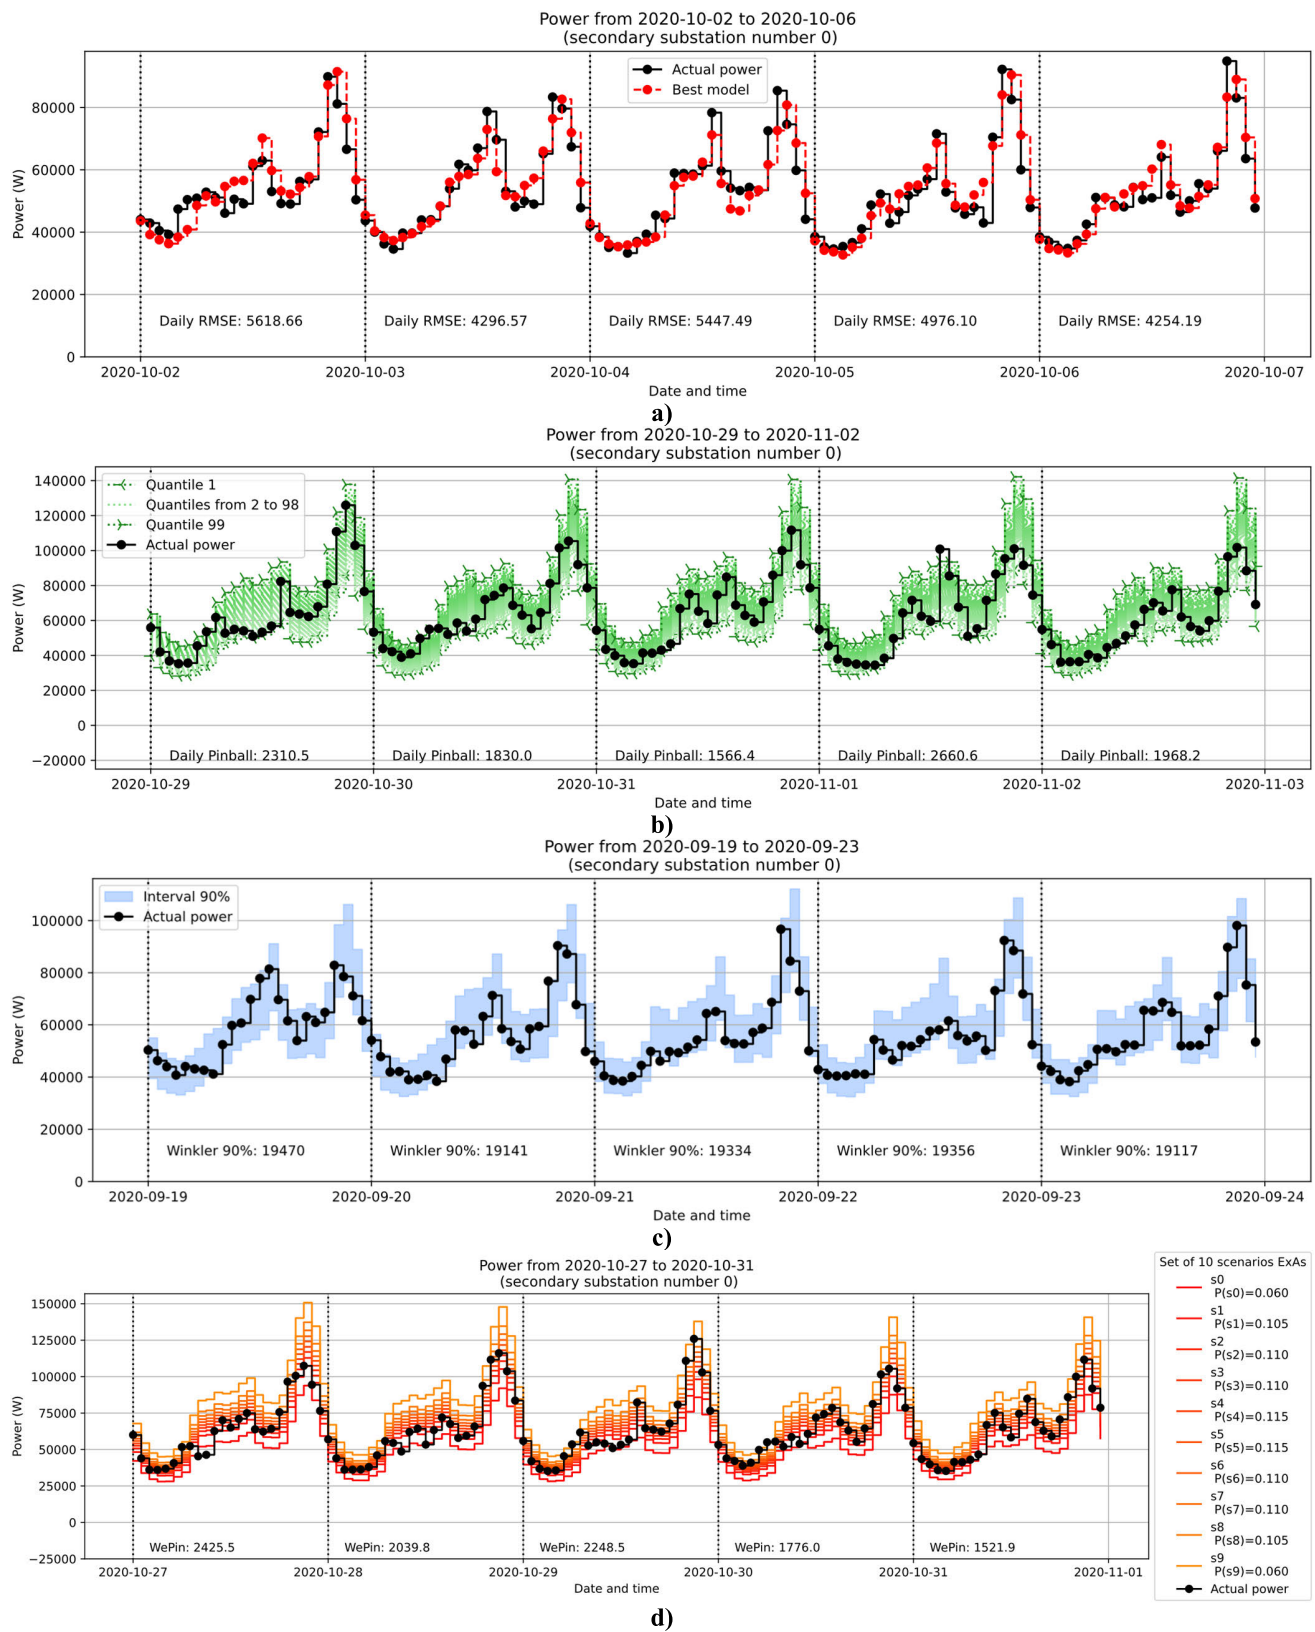 Power from 2020-10-02 to 2020-10-06
(secondary substation number 0)
Actual power
Best model
80000
60000
40000
20000
0
Power (W)
Daily RMSE: 5618.66
Daily RMSE: 4296.57
Daily RMSE: 5447.49
Daily RMSE: 4976.10
Daily RMSE: 4254.19
2020-10-02
2020-10-03
2020-10-04
2020-10-05
2020-10-06
2020-10-07
Date and time
a)
Power from 2020-10-29 to 2020-11-02
(secondary substation number 0)
Quantile 1
Quantiles from 2 to 98
Quantile 99
Actual power
140000
120000
100000
80000
60000
40000
20000
0
−20000
Power (W)
Daily Pinball: 2310.5
Daily Pinball: 1830.0
Daily Pinball: 1566.4
Daily Pinball: 2660.6
Daily Pinball: 1968.2
2020-10-29
2020-10-30
2020-10-31
2020-11-01
2020-11-02
2020-11-03
Date and time
b)
Power from 2020-09-19 to 2020-09-23
(secondary substation number 0)
Interval 90%
Actual power
100000
80000
60000
40000
20000
0
Power (W)
Winkler 90%: 19470
Winkler 90%: 19141
Winkler 90%: 19334
Winkler 90%: 19356
Winkler 90%: 19117
2020-09-19
2020-09-20
2020-09-21
2020-09-22
2020-09-23
2020-09-24
Date and time
c)
Power from 2020-10-27 to 2020-10-31
(secondary substation number 0)
150000
125000
100000
75000
50000
25000
0
−25000
Power (W)
WePin: 2425.5
WePin: 2039.8
WePin: 2248.5
WePin: 1776.0
WePin: 1521.9
2020-10-27
2020-10-28
2020-10-29
2020-10-30
2020-10-31
2020-11-01
Date and time
Set of 10 scenarios ExAs
s0
P(s0)=0.060
s1
P(s1)=0.105
s2
P(s2)=0.110
s3
P(s3)=0.110
s4
P(s4)=0.115
s5
P(s5)=0.115
s6
P(s6)=0.110
s7
P(s7)=0.110
s8
P(s8)=0.105
s9
P(s9)=0.060
Actual power
d)